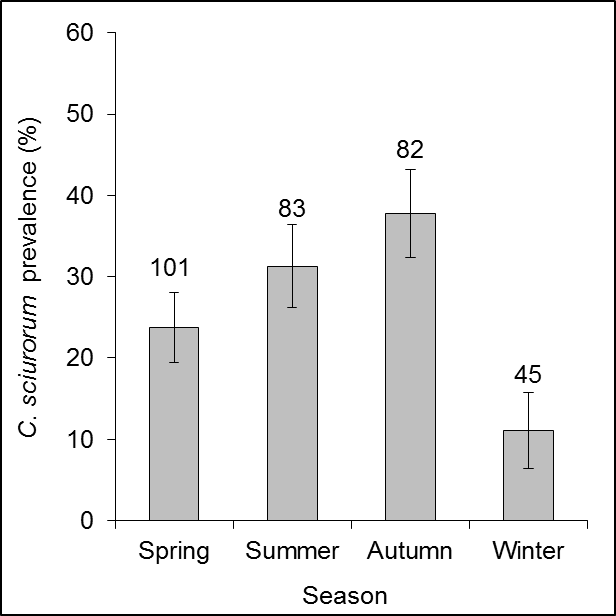 C. sciurorum prevalence (%)
60
50
40
30
20
10
0
101
83
82
45
Spring
Summer
Autumn
Winter
Season